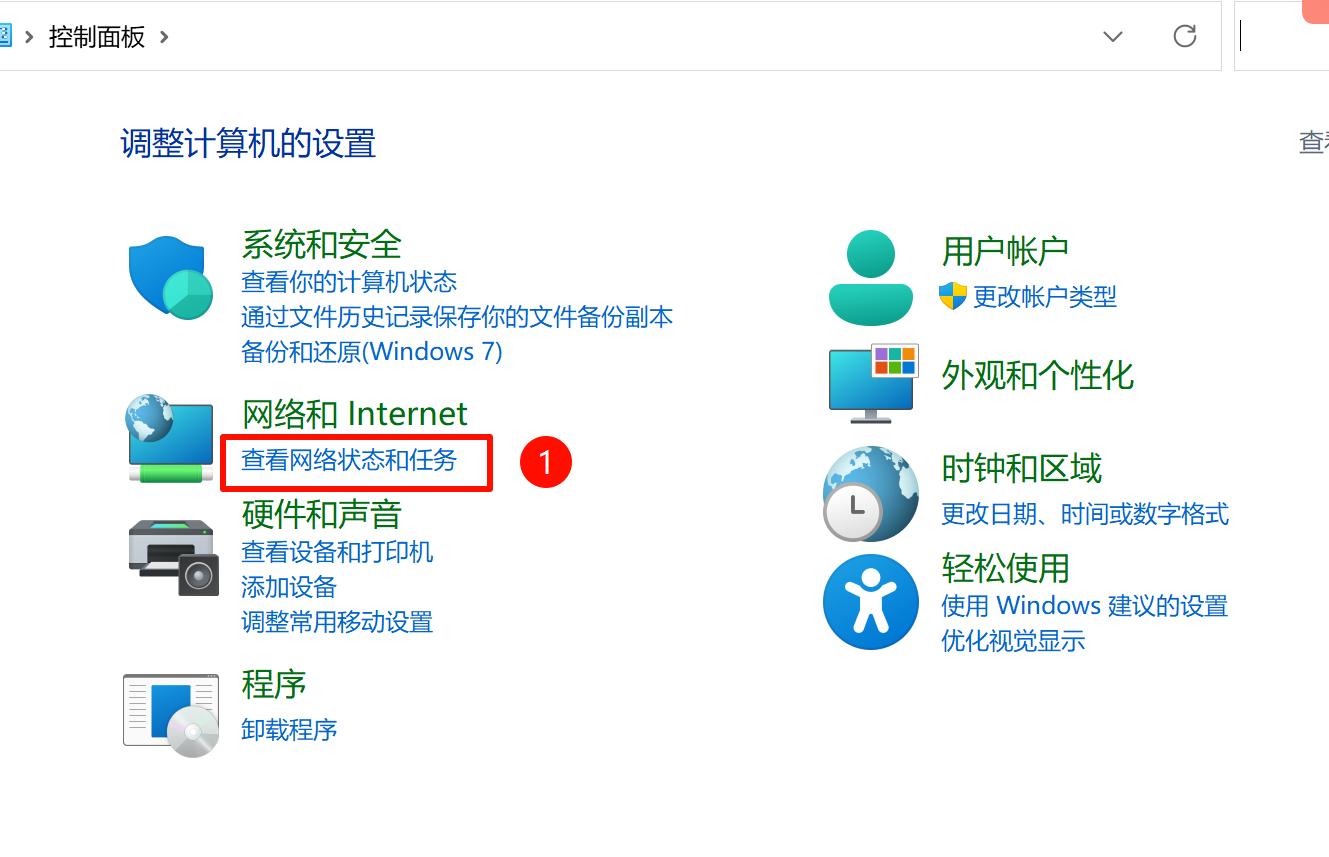 控制面板
调整计算机的设置
系统和安全
查看你的计算机状态
通过文件历史记录保存你的文件备份副本
备份和还原(Windows 7)
网络和 Internet
查看网络状态和任务
1
硬件和声音
查看设备和打印机
添加设备
调整常用移动设置
程序
卸载程序
用户帐户
更改帐户类型
外观和个性化
时钟和区域
更改日期、时间或数字格式
轻松使用
使用 Windows 建议的设置
优化视觉显示